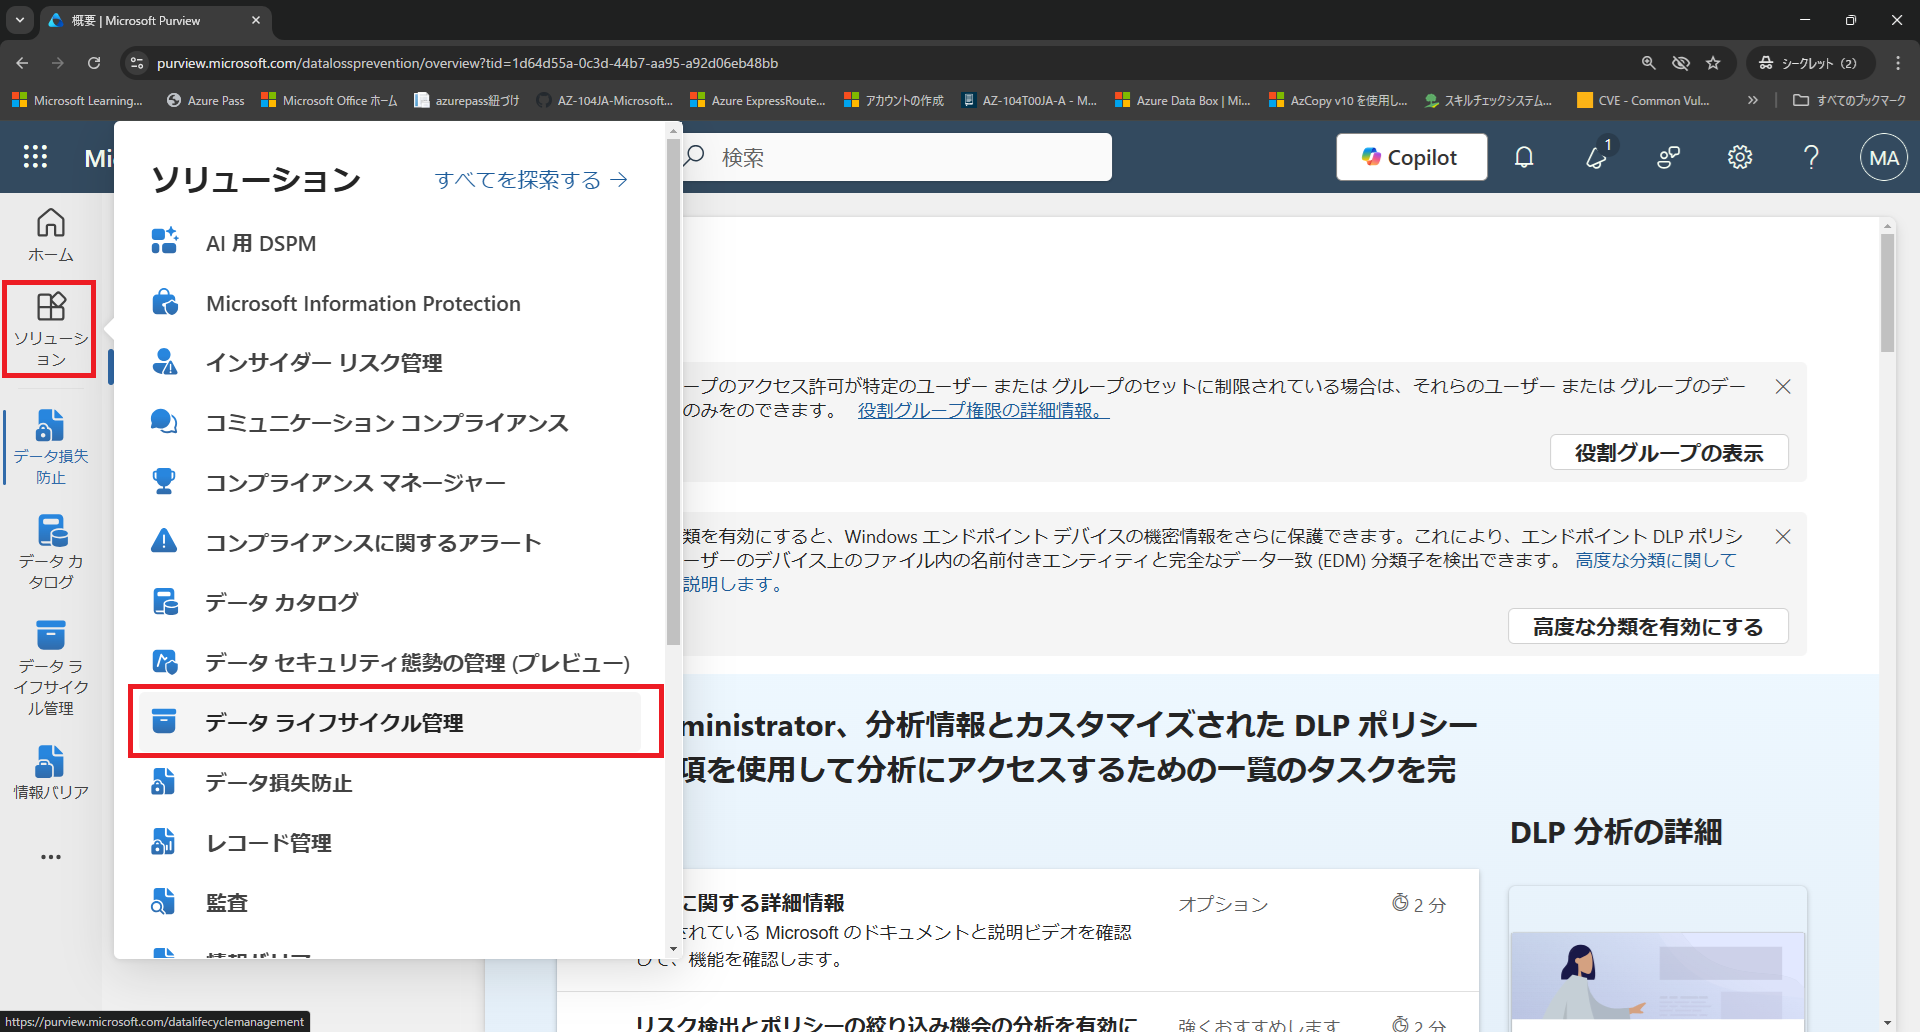 概要 | Microsoft Purview
purview.microsoft.com/datalossprevention/overview?tid=1d64d55a-0c3d-44b7-aa95-a92d06eb48bb
シークレット (2)
Microsoft Learning...
Azure Pass
Microsoft Office ホーム
azurepass紐づけ
AZ-104JA-Microsoft...
Azure ExpressRoute...
アカウントの作成
AZ-104T00JA-A - M...
Azure Data Box | Mi...
AzCopy v10 を使用し...
スキルチェックシステム...
CVE - Common Vul...
すべてのブックマーク
Mi
検索
Copilot
1
MA
ホーム
ソリューシ
ョン
データ損失
防止
データ カ
タログ
データ ラ
イフサイク
ル管理
情報バリア
ソリューション
すべてを探索する →
AI 用 DSPM
Microsoft Information Protection
インサイダー リスク管理
コミュニケーション コンプライアンス
コンプライアンス マネージャー
コンプライアンスに関するアラート
データ カタログ
データ セキュリティ態勢の管理 (プレビュー)
データ ライフサイクル管理
データ損失防止
レコード管理
監査
情報バリア
ープのアクセス許可が特定のユーザー または グループのセットに制限されている場合は、それらのユーザー または グループのデー
のみをのできます。 役割グループ権限の詳細情報。
役割グループの表示
類を有効にすると、Windows エンドポイント デバイスの機密情報をさらに保護できます。これにより、エンドポイント DLP ポリシ
ーザーのデバイス上のファイル内の名前付きエンティティと完全なデータ一致 (EDM) 分類子を検出できます。 高度な分類に関して
説明します。
高度な分類を有効にする
ministrator、分析情報とカスタマイズされた DLP ポリシー
項を使用して分析にアクセスするための一覧のタスクを完
DLP 分析の詳細
に関する詳細情報
オプション
2 分
されている Microsoft のドキュメントと説明ビデオを確認
して、機能を確認します。
リスク検出とポリシーの絞り込み機会の分析を有効に
強くおすすめします
2 分
https://purview.microsoft.com/datalifecyclemanagement